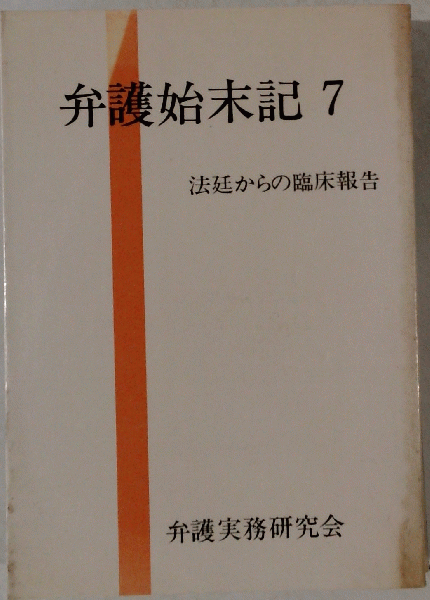 弁護始末記 7
法廷からの臨床報告
弁護実務研究会